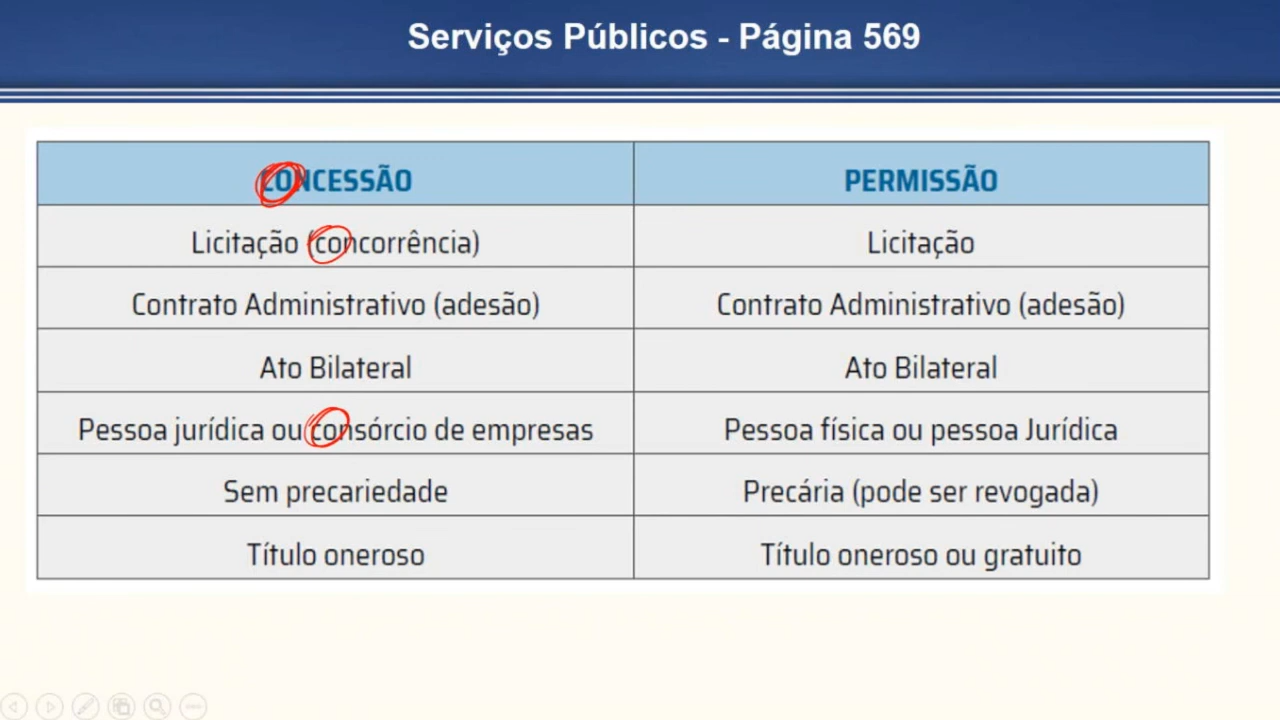 Serviços Públicos - Página 569
CONCESSÃO PERMISSÃO
Licitação (concorrência) Licitação
Contrato Administrativo (adesão) Contrato Administrativo (adesão)
Ato Bilateral Ato Bilateral
Pessoa jurídica ou consórcio de empresas Pessoa física ou pessoa Jurídica
Sem precariedade Precária (pode ser revogada)
Título oneroso Título oneroso ou gratuito